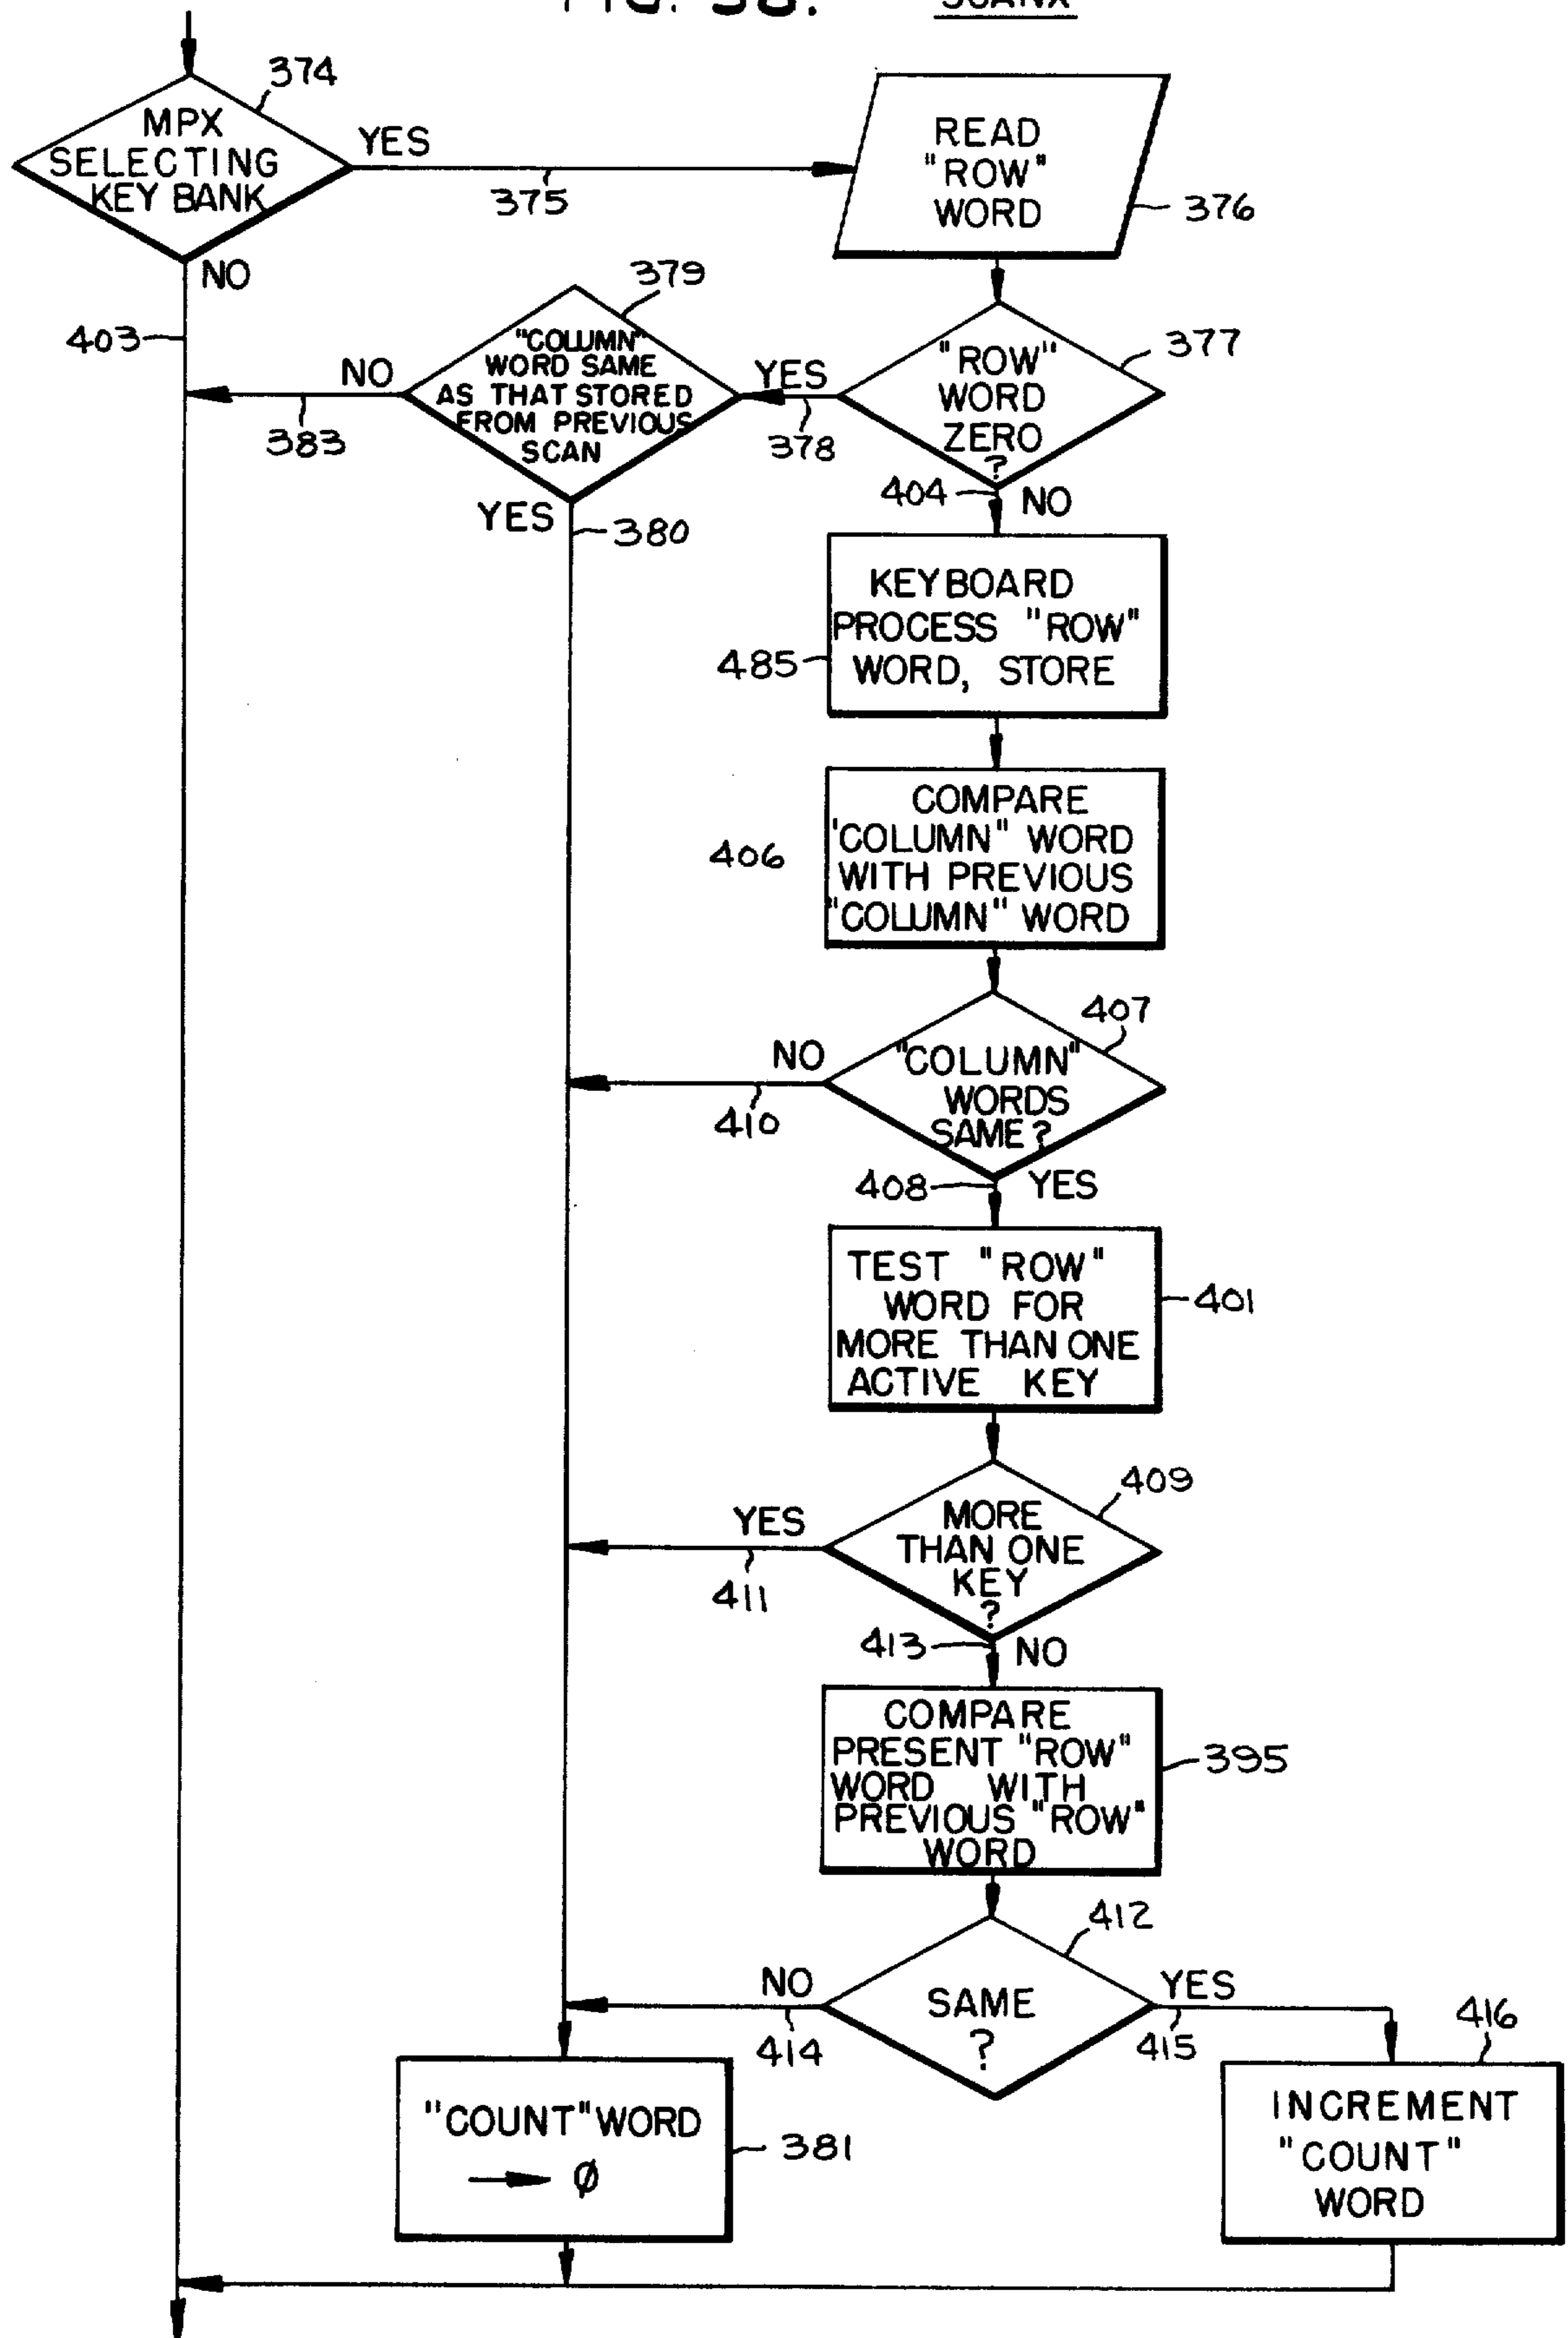 FIG. 38.
SCANX
374
MPX
SELECTING
KEY BANK
YES
375
NO
403
READ
"ROW"
WORD
376
379
"COLUMN"
WORD SAME
AS THAT STORED
FROM PREVIOUS
SCAN
NO
383
YES
380
YES
378
377
"ROW"
WORD
ZERO
?
404
NO
KEYBOARD
PROCESS "ROW"
WORD, STORE
485
COMPARE
'COLUMN" WORD
WITH PREVIOUS
"COLUMN" WORD
406
407
"COLUMN"
WORDS
SAME?
NO
410
408
YES
TEST "ROW"
WORD FOR
MORE THAN ONE
ACTIVE KEY
401
409
MORE
THAN ONE
KEY
?
YES
411
413
NO
COMPARE
PRESENT "ROW"
WORD WITH
PREVIOUS "ROW"
WORD
395
412
SAME
?
NO
414
YES
415
416
"COUNT" WORD
→ Ø
381
INCREMENT
"COUNT"
WORD